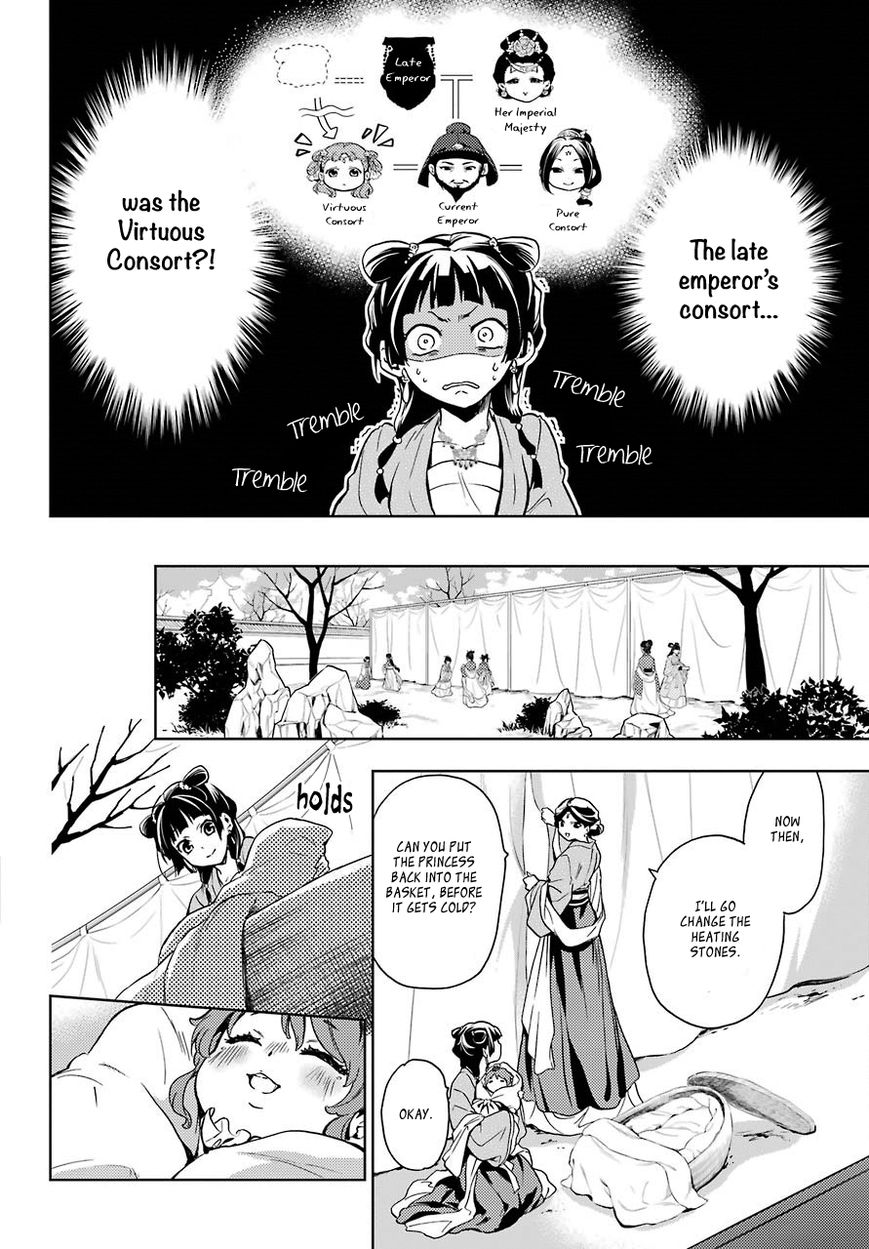 The late
emperor's
consort...
Late
Emperor
Her Imperial
Majesty
Virtuous
Consort
Current
Emperor
Pure
Consort
was the
Virtuous
Consort?!
Tremble
Tremble
Tremble
Tremble
NOW
THEN,
I'LL GO
CHANGE THE
HEATING
STONES.
CAN YOU PUT
THE PRINCESS
BACK INTO THE
BASKET, BEFORE
IT GETS COLD?
OKAY.
holds